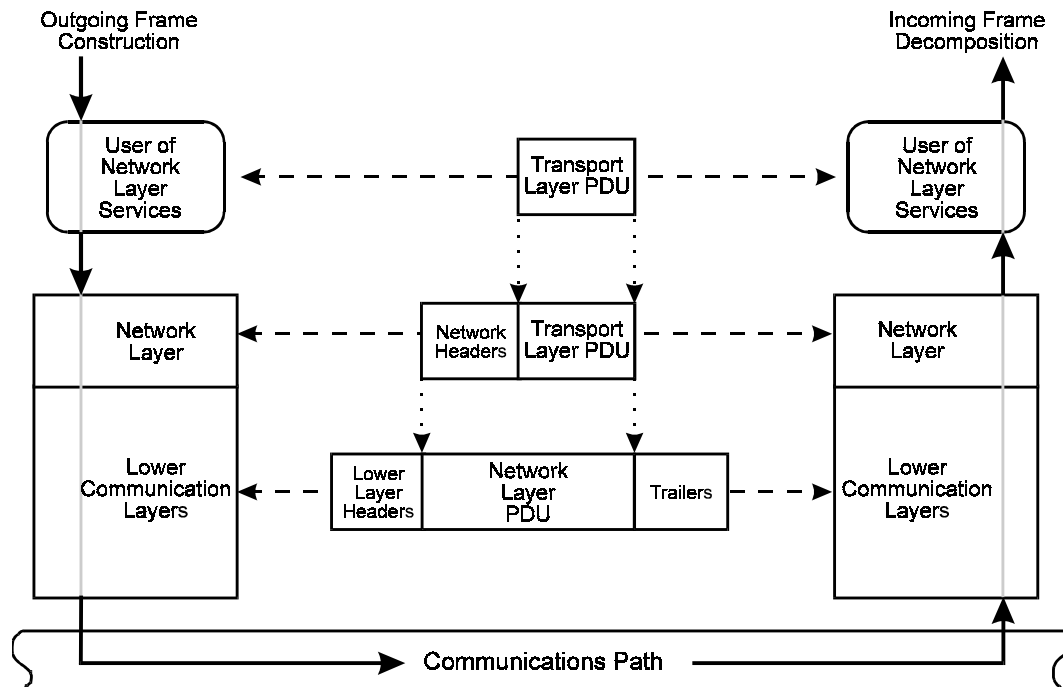 Outgoing Frame
Construction
Incoming Frame
Decomposition
User of
Network
Layer
Services
Transport
Layer PDU
User of
Network
Layer
Services
Network
Layer
Network
Headers
Transport
Layer PDU
Network
Layer
Lower
Communication
Layers
Lower
Layer
Headers
Network
Layer
PDU
Trailers
Lower
Communication
Layers
Communications Path